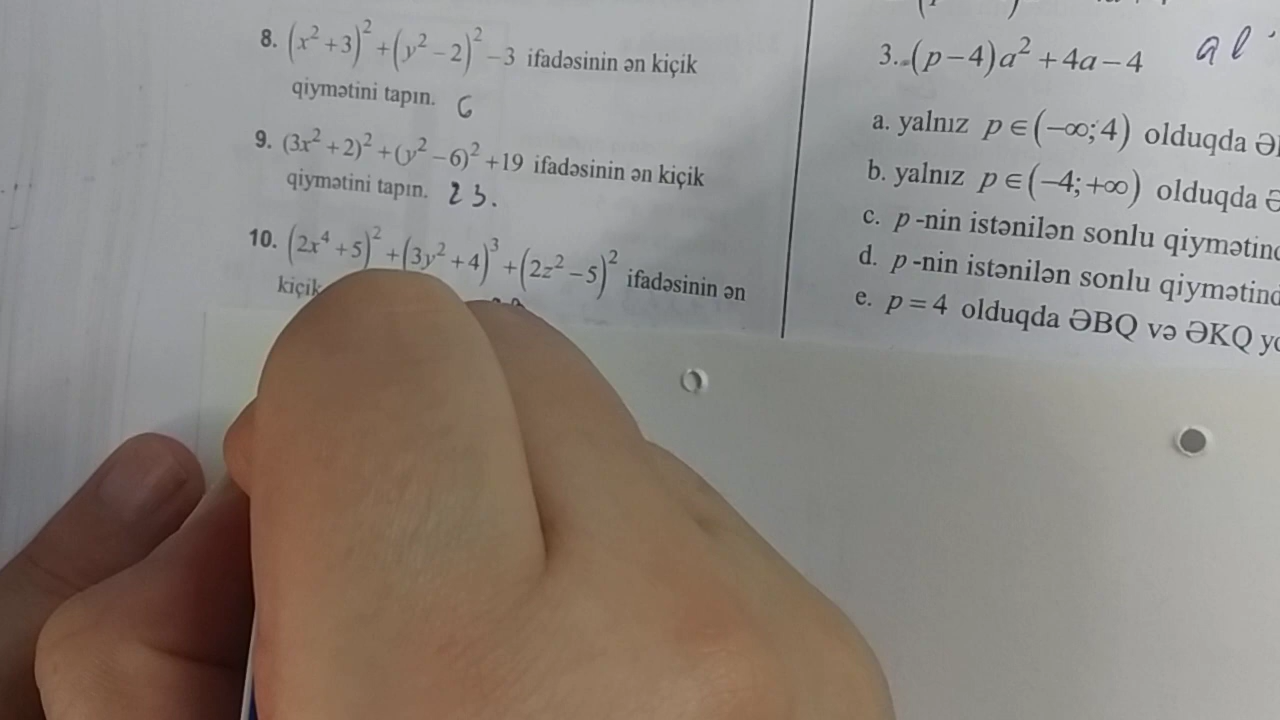 8. (x² + 3)² + (y² − 2)² − 3 ifadəsinin ən kiçik
qiymətini tapın. 6
9. (3x² + 2)² + (y² − 6)² + 19 ifadəsinin ən kiçik
qiymətini tapın. 23.
10. (2x⁴ + 5)² + (3y² + 4)³ + (2z² − 5)² ifadəsinin ən
kiçik
3. (p − 4)a² + 4a − 4
a. yalnız p ∈ (−∞; 4) olduqda
b. yalnız p ∈ (−4; +∞) olduqda
c. p -nin istənilən sonlu
d. p -nin istənilən sonlu
e. p = 4 olduqda ƏBQ və ƏKQ